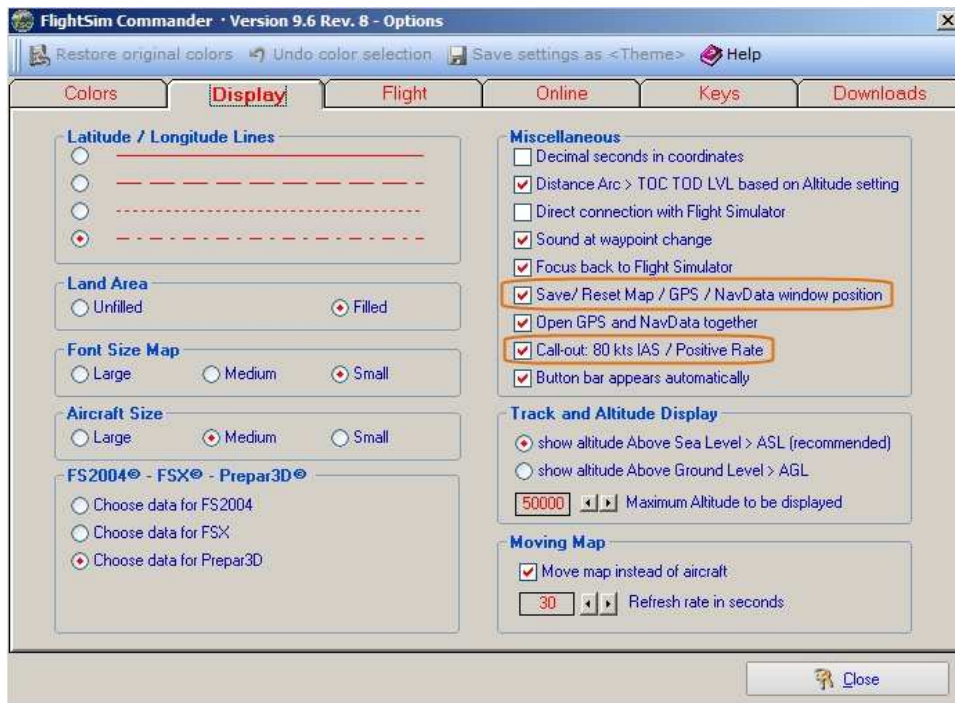 FlightSim Commander · Version 9.6 Rev. 8 - Options
Restore original colors Undo color selection Save settings as <Theme> Help
Colors Display Flight Online Keys Downloads
Latitude / Longitude Lines
Land Area
Unfilled Filled
Font Size Map
Large Medium Small
Aircraft Size
Large Medium Small
FS2004® - FSX® - Prepar3D®
Choose data for FS2004
Choose data for FSX
Choose data for Prepar3D
Miscellaneous
Decimal seconds in coordinates
Distance Arc > TOC TOD LVL based on Altitude setting
Direct connection with Flight Simulator
Sound at waypoint change
Focus back to Flight Simulator
Save/ Reset Map / GPS / NavData window position
Open GPS and NavData together
Call-out: 80 kts IAS / Positive Rate
Button bar appears automatically
Track and Altitude Display
show altitude Above Sea Level > ASL (recommended)
show altitude Above Ground Level > AGL
50000 Maximum Altitude to be displayed
Moving Map
Move map instead of aircraft
30 Refresh rate in seconds
Close